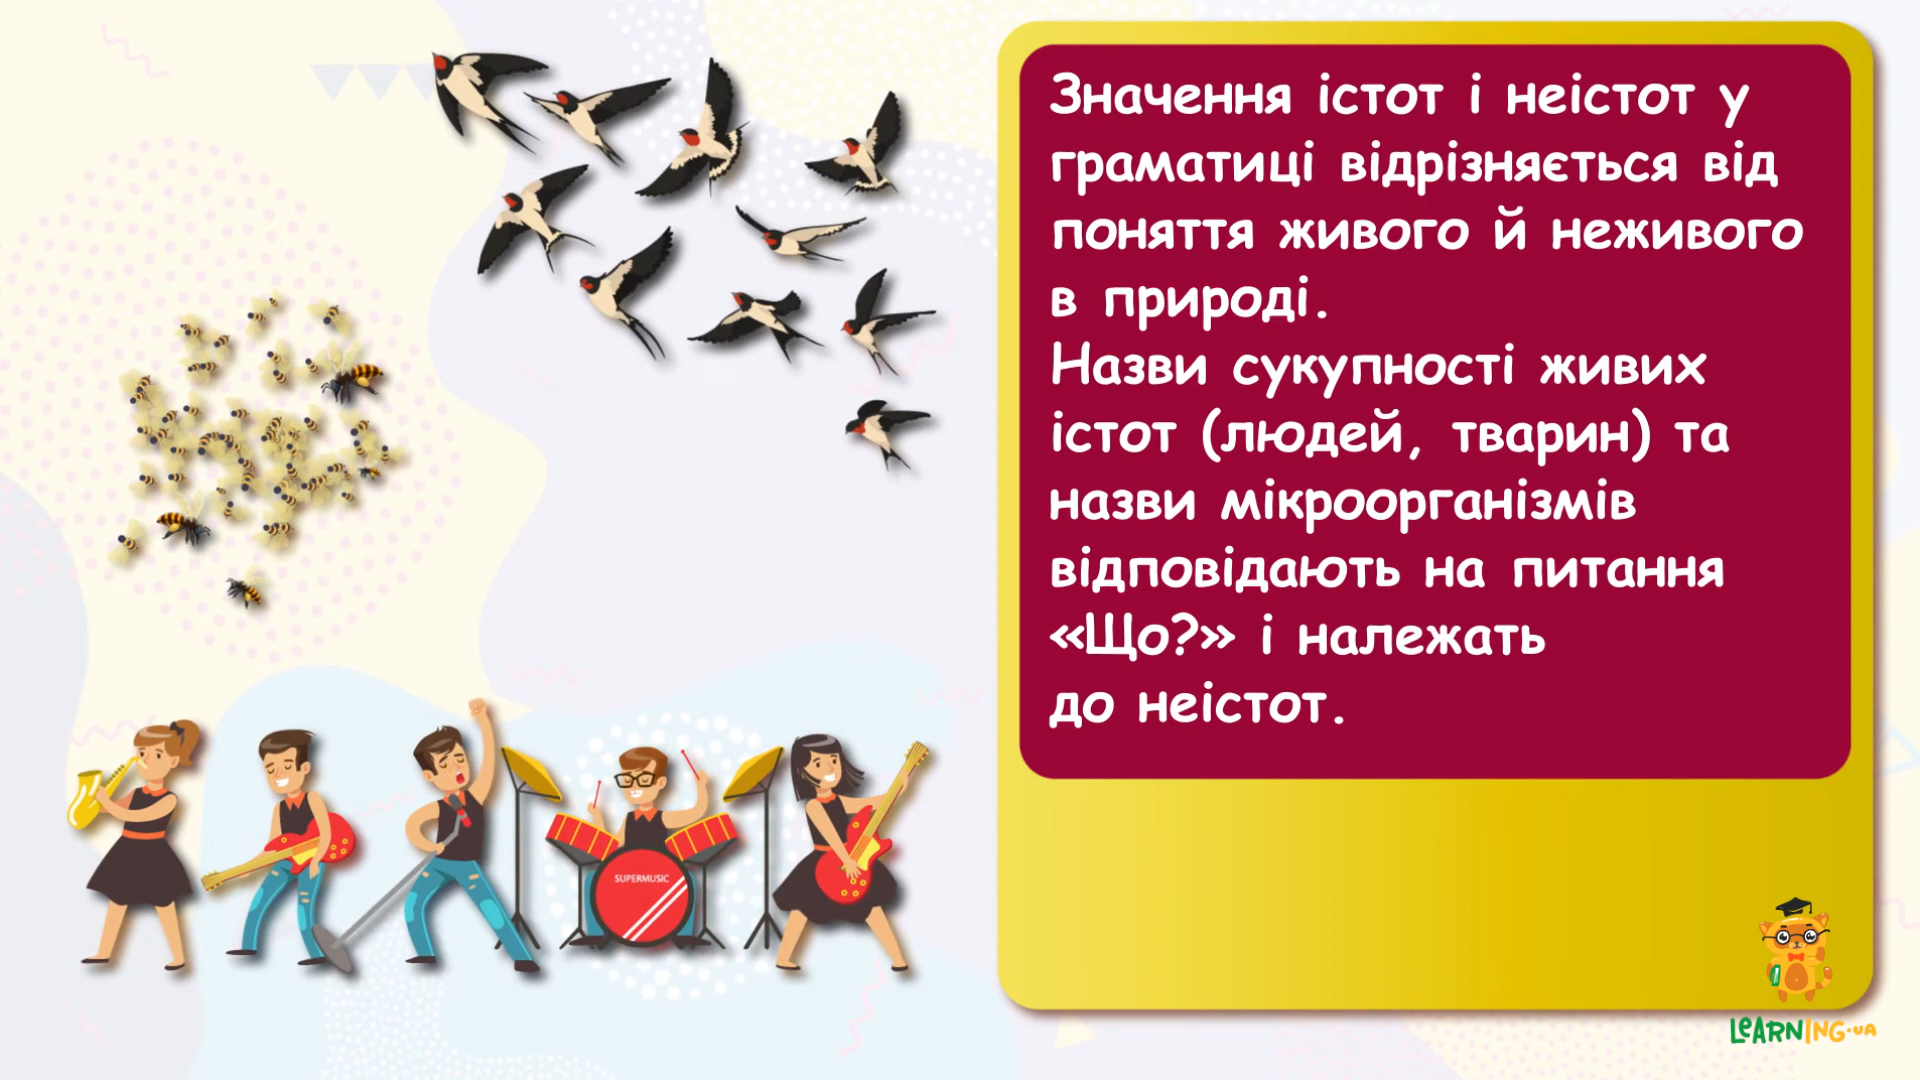 Значення істот і неістот у
граматиці відрізняється від
поняття живого й неживого
в природі.
Назви сукупності живих
істот (людей, тварин) та
назви мікроорганізмів
відповідають на питання
«Що?» і належать
до неістот.
SUPERMUSIC
LEARNING.UA